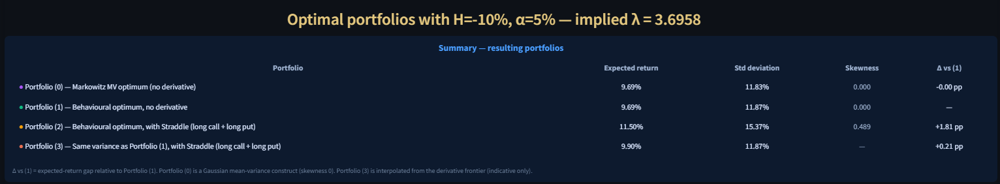 Optimal portfolios with H=-10%, α=5% — implied λ = 3.6958
Summary — resulting portfolios
Portfolio Expected return Std deviation Skewness Δ vs (1)
Portfolio (0) — Markowitz MV optimum (no derivative) 9.69% 11.83% 0.000 -0.00 pp
Portfolio (1) — Behavioural optimum, no derivative 9.69% 11.87% 0.000 —
Portfolio (2) — Behavioural optimum, with Straddle (long call + long put) 11.50% 15.37% 0.489 +1.81 pp
Portfolio (3) — Same variance as Portfolio (1), with Straddle (long call + long put) 9.90% 11.87% — +0.21 pp
Δ vs (1) = expected-return gap relative to Portfolio (1). Portfolio (0) is a Gaussian mean-variance construct (skewness 0). Portfolio (3) is interpolated from the derivative frontier (indicative only).